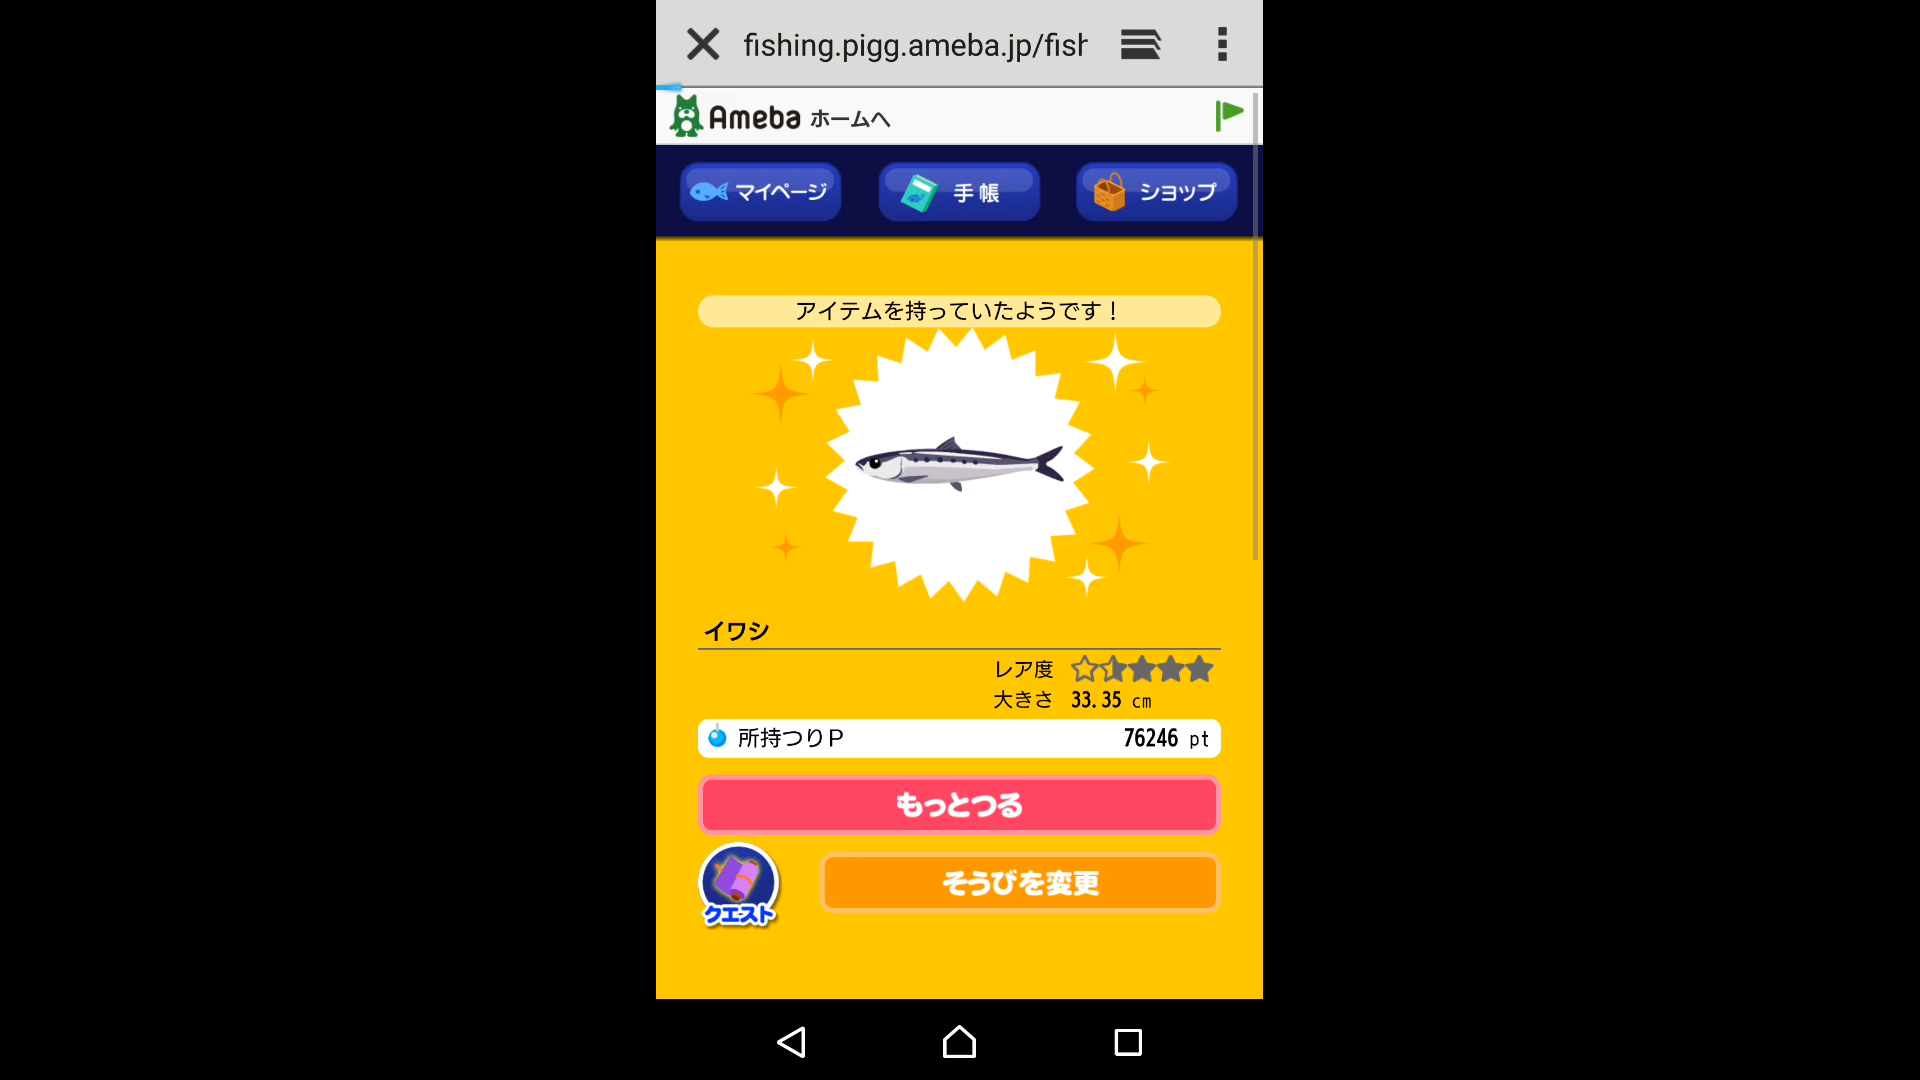 fishing.pigg.ameba.jp/fish
Ameba ホームへ
マイページ 手帳 ショップ
アイテムを持っていたようです！
イワシ
レア度
大きさ 33.35 cm
所持つりP 76246 pt
もっとつる
クエスト
そうびを変更